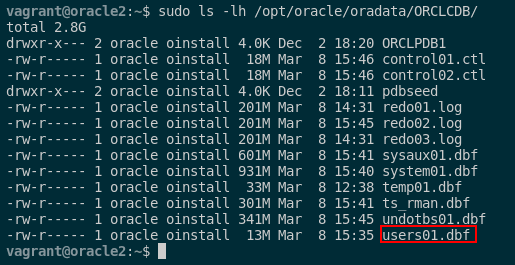 vagrant@oracle2:~$ sudo ls -lh /opt/oracle/oradata/ORCLCDB/
total 2.8G
drwxr-x--- 2 oracle oinstall 4.0K Dec  2 18:20 ORCLPDB1
-rw-r----- 1 oracle oinstall  18M Mar  8 15:46 control01.ctl
-rw-r----- 1 oracle oinstall  18M Mar  8 15:46 control02.ctl
drwxr-x--- 2 oracle oinstall 4.0K Dec  2 18:11 pdbseed
-rw-r----- 1 oracle oinstall 201M Mar  8 14:31 redo01.log
-rw-r----- 1 oracle oinstall 201M Mar  8 15:45 redo02.log
-rw-r----- 1 oracle oinstall 201M Mar  8 14:31 redo03.log
-rw-r----- 1 oracle oinstall 601M Mar  8 15:41 sysaux01.dbf
-rw-r----- 1 oracle oinstall 931M Mar  8 15:40 system01.dbf
-rw-r----- 1 oracle oinstall  33M Mar  8 12:38 temp01.dbf
-rw-r----- 1 oracle oinstall 301M Mar  8 15:41 ts_rman.dbf
-rw-r----- 1 oracle oinstall 341M Mar  8 15:45 undotbs01.dbf
-rw-r----- 1 oracle oinstall  13M Mar  8 15:35 users01.dbf
vagrant@oracle2:~$